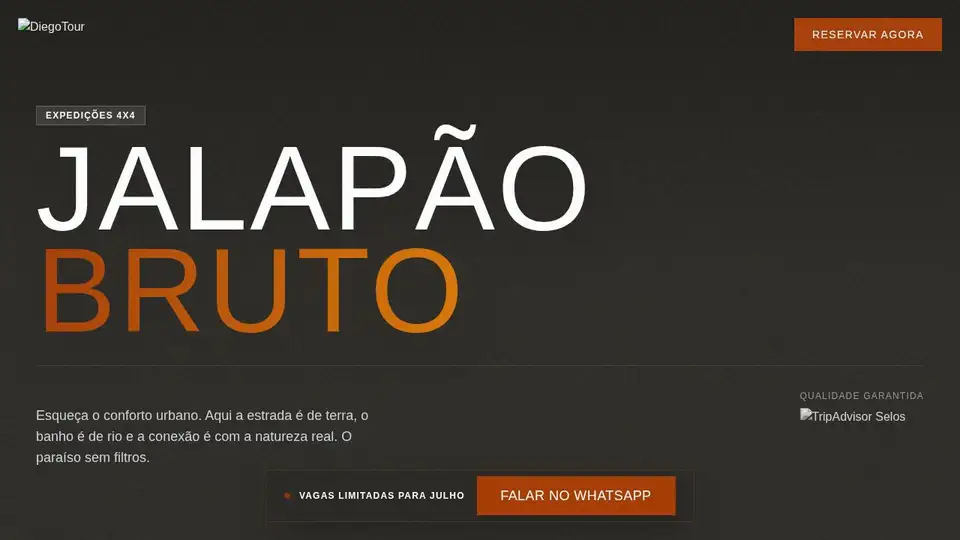 DiegoTour
RESERVAR AGORA
EXPEDIÇÕES 4X4
JALAPÃO
BRUTO
Esqueça o conforto urbano. Aqui a estrada é de terra, o
banho é de rio e a conexão é com a natureza real. O
paraíso sem filtros.
QUALIDADE GARANTIDA
TripAdvisor Selos
VAGAS LIMITADAS PARA JULHO
FALAR NO WHATSAPP